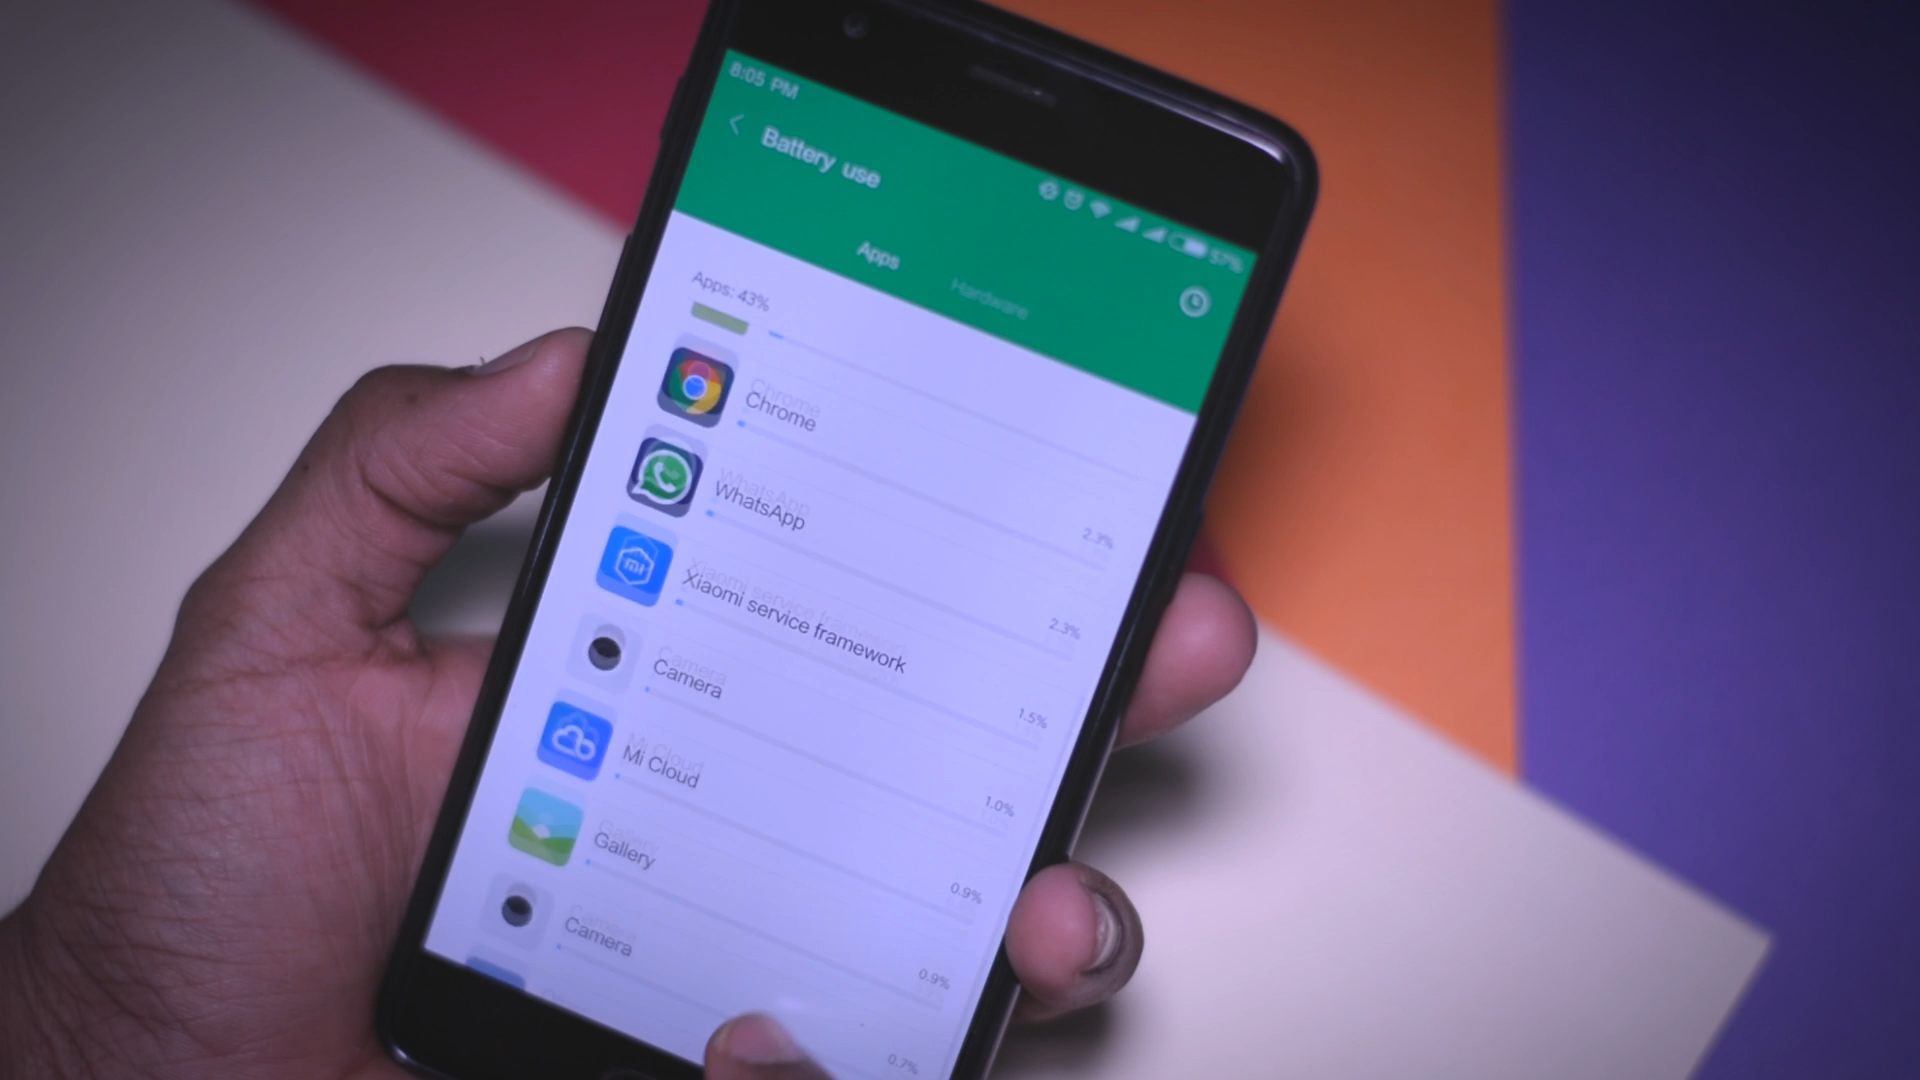 8:05 PM
57%
Battery use
Apps
Hardware
Apps: 43%
Chrome
2.3%
WhatsApp
2.3%
Xiaomi service framework
1.5%
Camera
1.0%
Mi Cloud
0.9%
Gallery
0.9%
Camera
0.7%